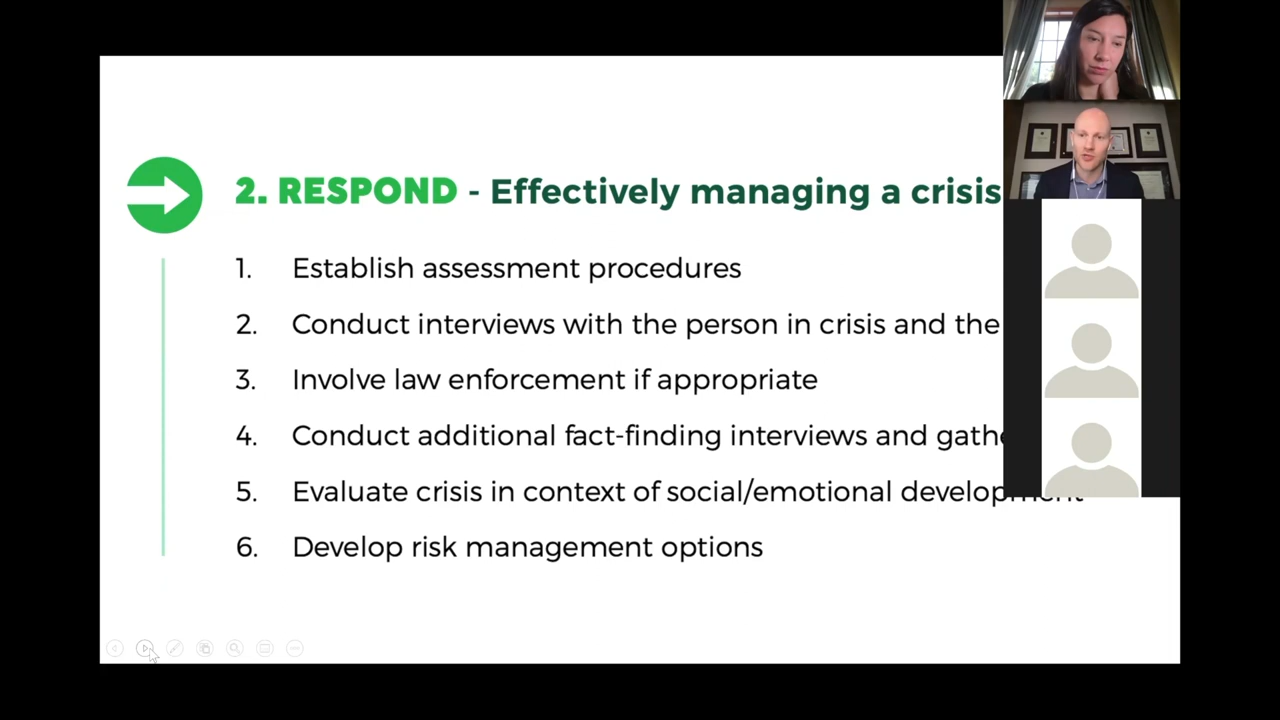 2. RESPOND - Effectively managing a crisis
1. Establish assessment procedures
2. Conduct interviews with the person in crisis and the
3. Involve law enforcement if appropriate
4. Conduct additional fact-finding interviews and
5. Evaluate crisis in context of social/emotional development
6. Develop risk management options